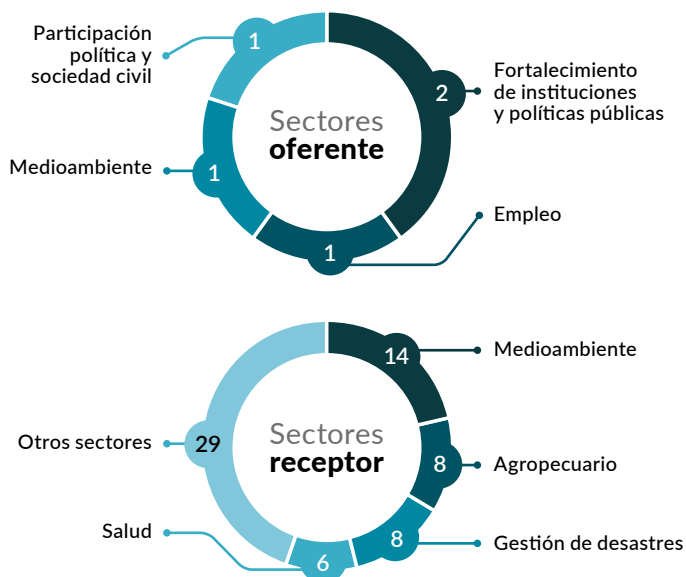 Participación
política y
sociedad civil
1
2
Fortalecimiento
de instituciones
y políticas públicas
Sectores
oferente
Medioambiente
1
Empleo
1
14
Medioambiente
Sectores
receptor
Otros sectores
29
8
Agropecuario
Salud
6
8
Gestión de desastres